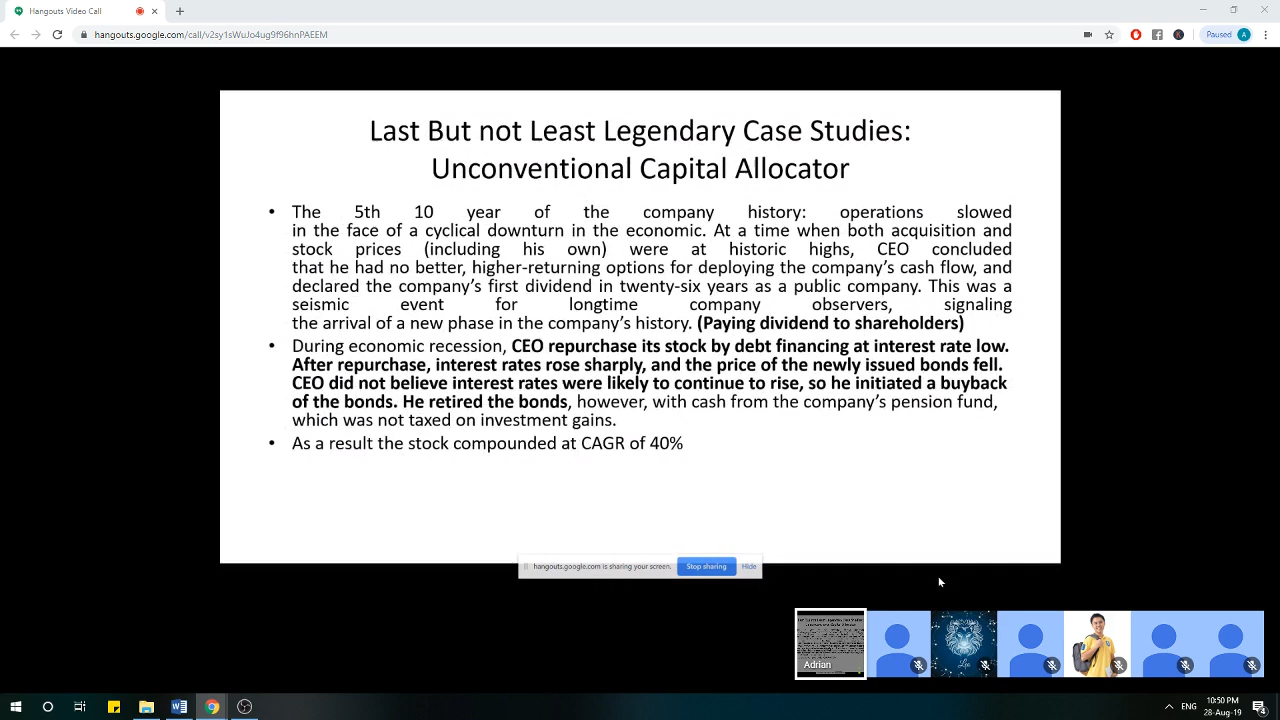 Hangouts Video Call
hangouts.google.com/call/v2sy1sWuJo4ug9f96hnPAEEM
Paused
A
Last But not Least Legendary Case Studies:
Unconventional Capital Allocator
• The 5th 10 year of the company history: operations slowed
in the face of a cyclical downturn in the economic. At a time when both acquisition and
stock prices (including his own) were at historic highs, CEO concluded
that he had no better, higher-returning options for deploying the company’s cash flow, and
declared the company’s first dividend in twenty-six years as a public company. This was a
seismic event for longtime company observers, signaling
the arrival of a new phase in the company’s history. (Paying dividend to shareholders)
• During economic recession, CEO repurchase its stock by debt financing at interest rate low.
After repurchase, interest rates rose sharply, and the price of the newly issued bonds fell.
CEO did not believe interest rates were likely to continue to rise, so he initiated a buyback
of the bonds. He retired the bonds, however, with cash from the company’s pension fund,
which was not taxed on investment gains.
• As a result the stock compounded at CAGR of 40%
hangouts.google.com is sharing your screen.
Stop sharing
Hide
Adrian
Leo
ENG
10:50 PM
28-Aug-19